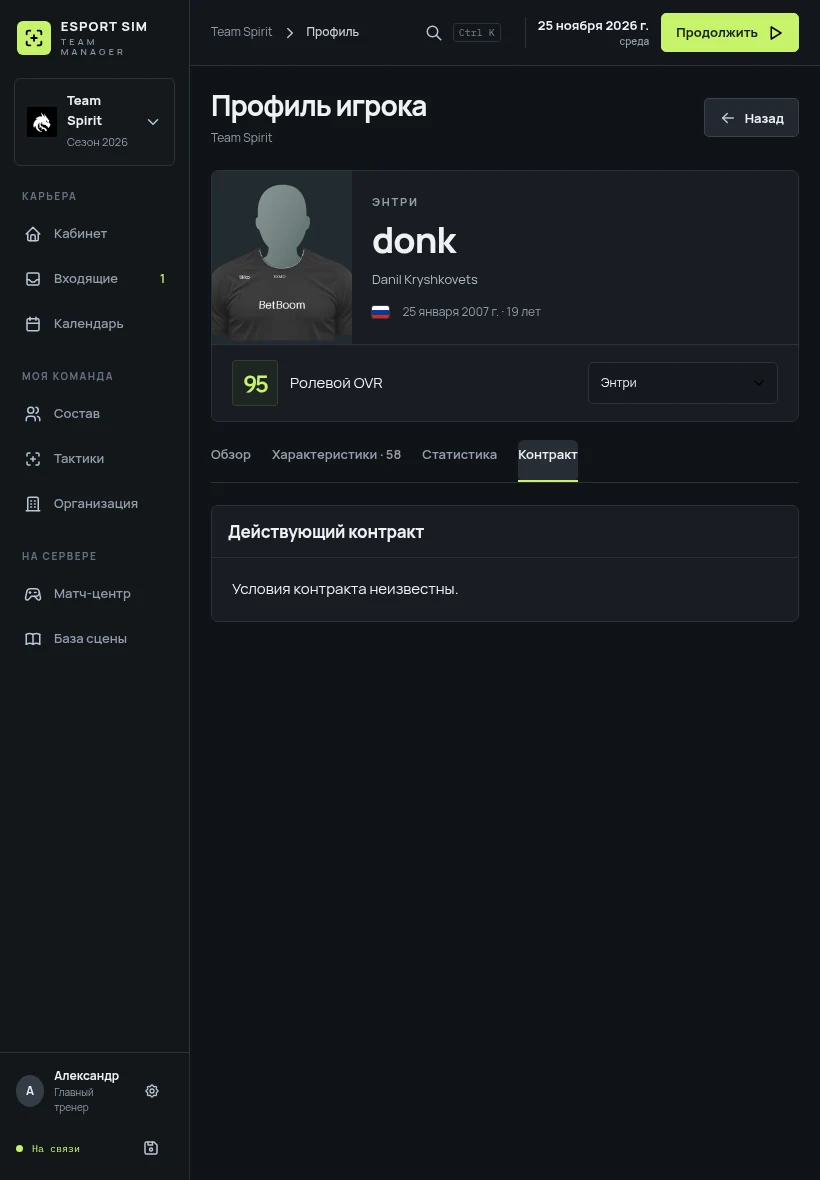 ESPORT SIM
TEAM
MANAGER
Team Spirit
Профиль
Ctrl K
25 ноября 2026 г.
среда
Продолжить
Team
Spirit
Сезон 2026
КАРЬЕРА
Кабинет
Входящие 1
Календарь
МОЯ КОМАНДА
Состав
Тактики
Организация
НА СЕРВЕРЕ
Матч-центр
База сцены
Профиль игрока
Team Spirit
Назад
BetBoom
ЭНТРИ
donk
Danil Kryshkovets
25 января 2007 г. · 19 лет
95 Ролевой OVR
Энтри
Обзор Характеристики · 58 Статистика Контракт
Действующий контракт
Условия контракта неизвестны.
А
Александр
Главный
тренер
На связи